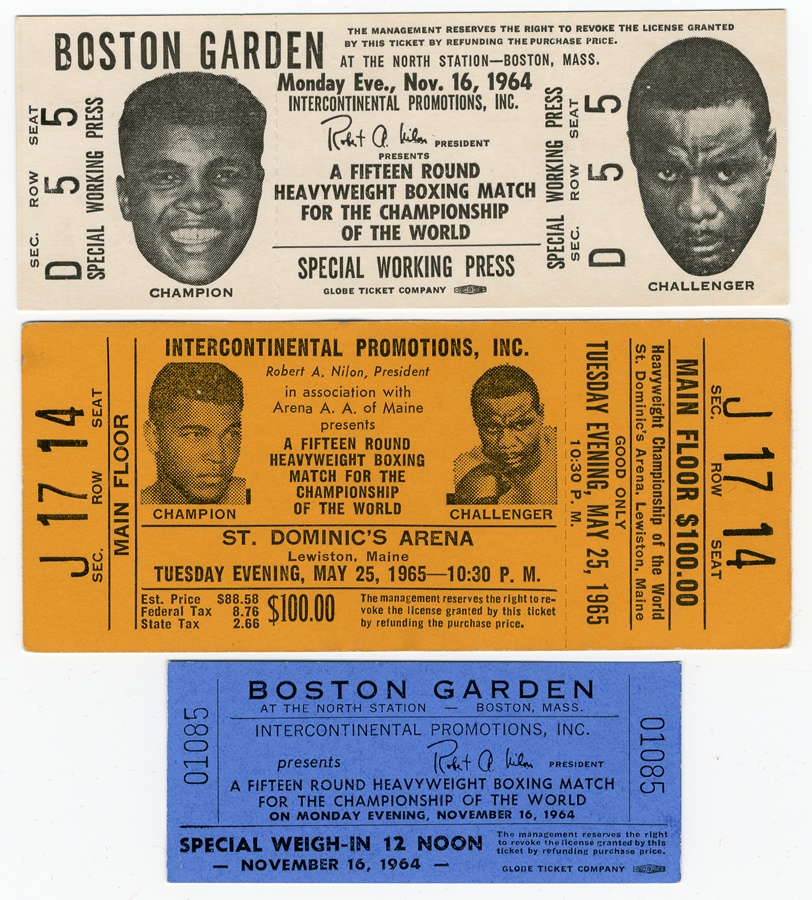 BOSTON GARDEN
THE MANAGEMENT RESERVES THE RIGHT TO REVOKE THE LICENSE GRANTED
BY THIS TICKET BY REFUNDING THE PURCHASE PRICE.
AT THE NORTH STATION—BOSTON, MASS.
Monday Eve., Nov. 16, 1964
INTERCONTINENTAL PROMOTIONS, INC.
Robt A. Nilon PRESIDENT
PRESENTS
A FIFTEEN ROUND
HEAVYWEIGHT BOXING MATCH
FOR THE CHAMPIONSHIP
OF THE WORLD
SPECIAL WORKING PRESS
GLOBE TICKET COMPANY
SEC. ROW SEAT
D 5 5
SPECIAL WORKING PRESS
CHAMPION
SPECIAL WORKING PRESS
SEC. ROW SEAT
D 5 5
CHALLENGER
J 17 14
SEC. ROW SEAT
MAIN FLOOR
INTERCONTINENTAL PROMOTIONS, INC.
Robert A. Nilon, President
in association with
Arena A. A. of Maine
presents
A FIFTEEN ROUND
HEAVYWEIGHT BOXING
MATCH FOR THE
CHAMPIONSHIP
OF THE WORLD
CHAMPION
CHALLENGER
ST. DOMINIC'S ARENA
Lewiston, Maine
TUESDAY EVENING, MAY 25, 1965—10:30 P. M.
Est. Price $88.58
Federal Tax 8.76
State Tax 2.66
$100.00
The management reserves the right to re-
voke the license granted by this ticket
by refunding the purchase price.
SEC. ROW SEAT
J 17 14
MAIN FLOOR $100.00
Heavyweight Championship of the World
St. Dominic's Arena, Lewiston, Maine
GOOD ONLY
TUESDAY EVENING, MAY 25, 1965
10:30 P. M.
01085
BOSTON GARDEN
AT THE NORTH STATION — BOSTON, MASS.
INTERCONTINENTAL PROMOTIONS, INC.
presents Robt A. Nilon PRESIDENT
A FIFTEEN ROUND HEAVYWEIGHT BOXING MATCH
FOR THE CHAMPIONSHIP OF THE WORLD
ON MONDAY EVENING, NOVEMBER 16, 1964
01085
SPECIAL WEIGH-IN 12 NOON
— NOVEMBER 16, 1964 —
The management reserves the right
to revoke the license granted by this
ticket by refunding purchase price.
GLOBE TICKET COMPANY